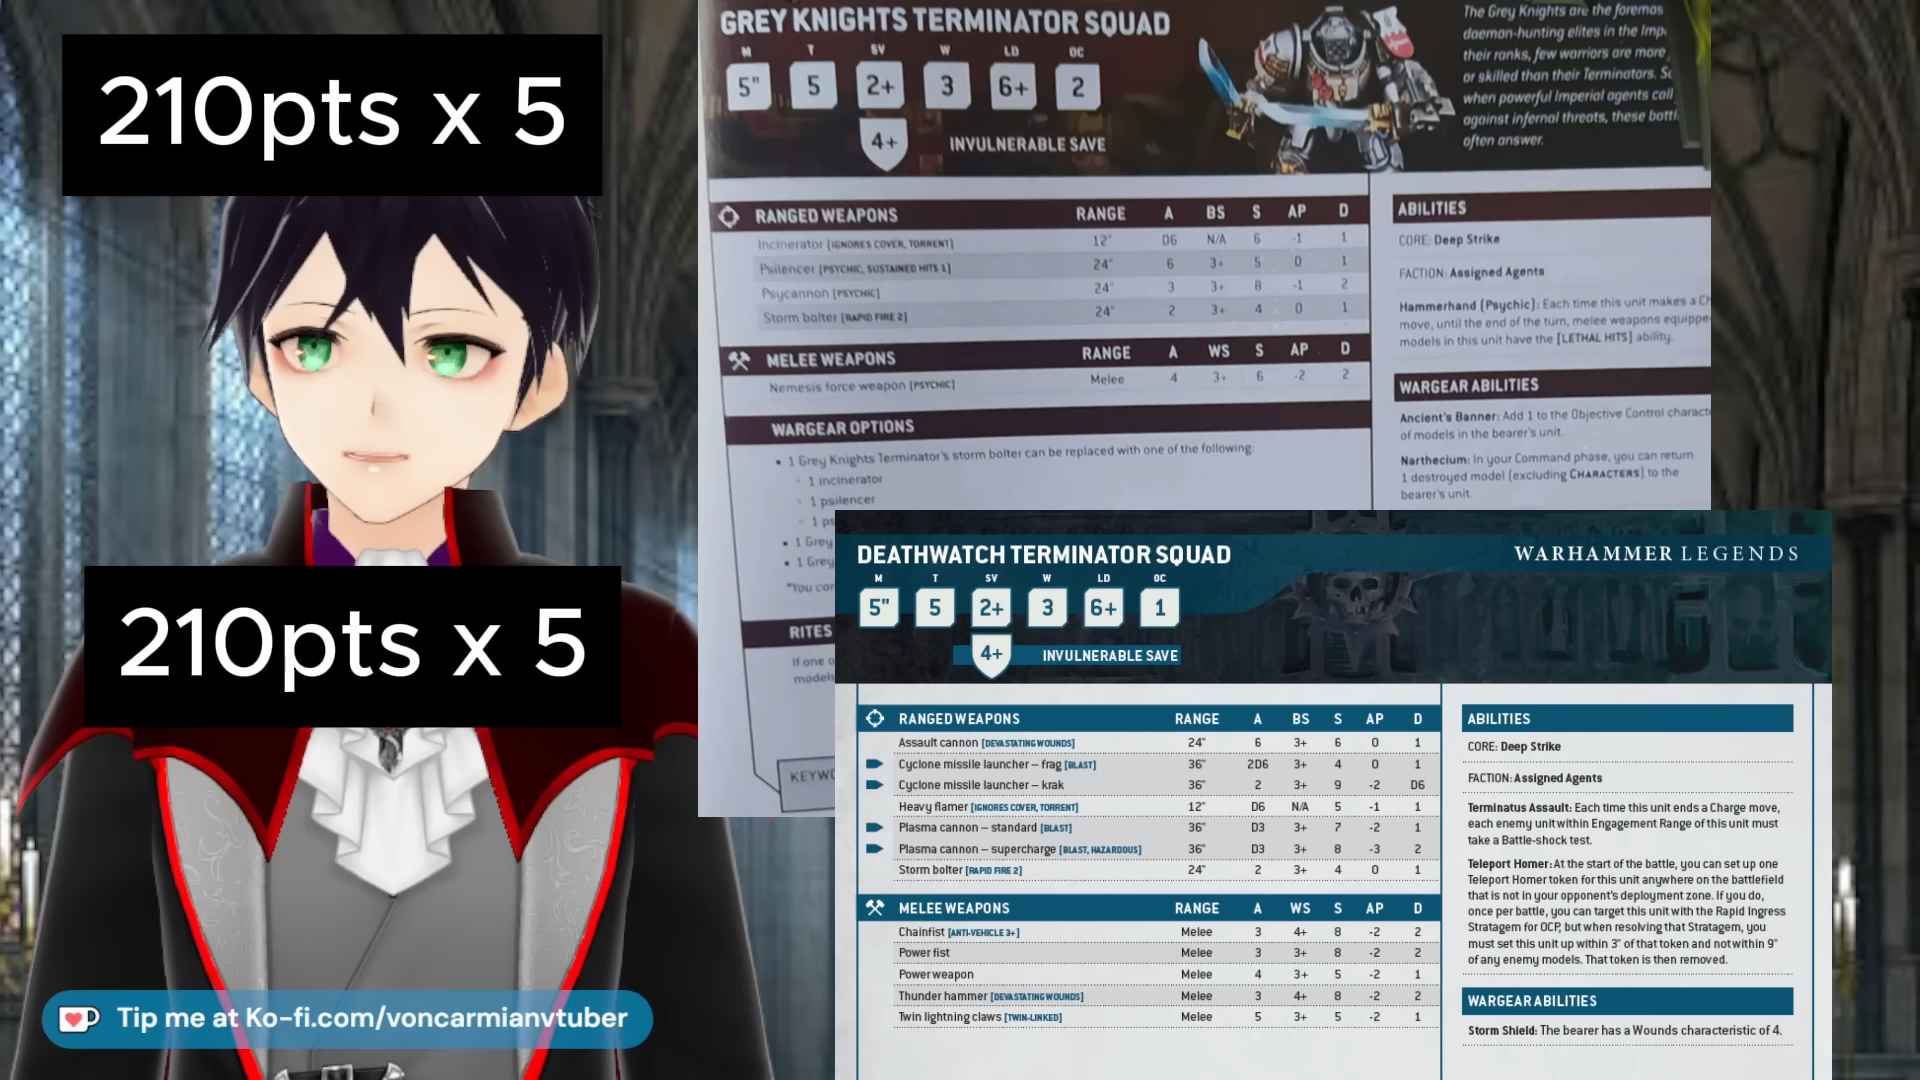 210pts x 5
210pts x 5
Tip me at Ko-fi.com/voncarmianvtuber
GREY KNIGHTS TERMINATOR SQUAD
M T SV W LD OC
5" 5 2+ 3 6+ 2
4+ INVULNERABLE SAVE
The Grey Knights are the foremos
daemon-hunting elites in the Imp
their ranks, few warriors are more
or skilled than their Terminators. So
when powerful Imperial agents call
against infernal threats, these battl
often answer.
RANGED WEAPONS RANGE A BS S AP D
Incinerator [IGNORES COVER, TORRENT] 12" D6 N/A 6 -1 1
Psilencer [PSYCHIC, SUSTAINED HITS 1] 24" 6 3+ 5 0 1
Psycannon [PSYCHIC] 24" 3 3+ 8 -1 2
Storm bolter [RAPID FIRE 2] 24" 2 3+ 4 0 1
MELEE WEAPONS RANGE A WS S AP D
Nemesis force weapon [PSYCHIC] Melee 4 3+ 6 -2 2
WARGEAR OPTIONS
• 1 Grey Knights Terminator's storm bolter can be replaced with one of the following:
◦ 1 incinerator
◦ 1 psilencer
◦ 1 ps
• 1 Grey
• 1 Grey
*You can
RITES
If one o
models
KEYWO
ABILITIES
CORE: Deep Strike
FACTION: Assigned Agents
Hammerhand (Psychic): Each time this unit makes a Ch
move, until the end of the turn, melee weapons equippe
models in this unit have the [LETHAL HITS] ability.
WARGEAR ABILITIES
Ancient's Banner: Add 1 to the Objective Control charact
of models in the bearer's unit.
Narthecium: In your Command phase, you can return
1 destroyed model (excluding CHARACTERS) to the
bearer's unit.
DEATHWATCH TERMINATOR SQUAD
WARHAMMER LEGENDS
M T SV W LD OC
5" 5 2+ 3 6+ 1
4+ INVULNERABLE SAVE
RANGED WEAPONS RANGE A BS S AP D
Assault cannon [DEVASTATING WOUNDS] 24" 6 3+ 6 0 1
Cyclone missile launcher – frag [BLAST] 36" 2D6 3+ 4 0 1
Cyclone missile launcher – krak 36" 2 3+ 9 -2 D6
Heavy flamer [IGNORES COVER, TORRENT] 12" D6 N/A 5 -1 1
Plasma cannon – standard [BLAST] 36" D3 3+ 7 -2 1
Plasma cannon – supercharge [BLAST, HAZARDOUS] 36" D3 3+ 8 -3 2
Storm bolter [RAPID FIRE 2] 24" 2 3+ 4 0 1
MELEE WEAPONS RANGE A WS S AP D
Chainfist [ANTI-VEHICLE 3+] Melee 3 4+ 8 -2 2
Power fist Melee 3 3+ 8 -2 2
Power weapon Melee 4 3+ 5 -2 1
Thunder hammer [DEVASTATING WOUNDS] Melee 3 4+ 8 -2 2
Twin lightning claws [TWIN-LINKED] Melee 5 3+ 5 -2 1
ABILITIES
CORE: Deep Strike
FACTION: Assigned Agents
Terminatus Assault: Each time this unit ends a Charge move,
each enemy unit within Engagement Range of this unit must
take a Battle-shock test.
Teleport Homer: At the start of the battle, you can set up one
Teleport Homer token for this unit anywhere on the battlefield
that is not in your opponent's deployment zone. If you do,
once per battle, you can target this unit with the Rapid Ingress
Stratagem for 0CP, but when resolving that Stratagem, you
must set this unit up within 3" of that token and not within 9"
of any enemy models. That token is then removed.
WARGEAR ABILITIES
Storm Shield: The bearer has a Wounds characteristic of 4.